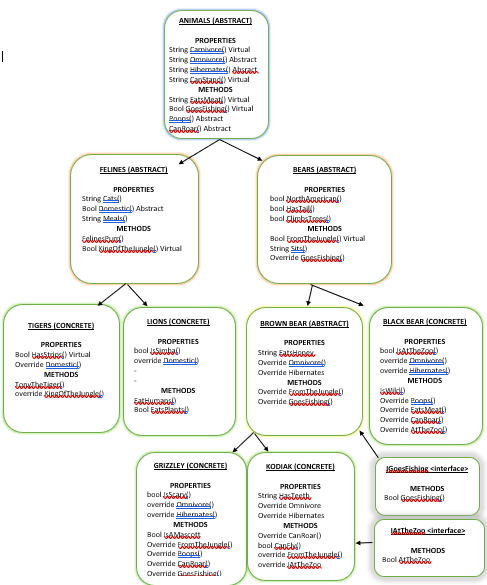 ANIMALS (ABSTRACT)
PROPERTIES
String Carnivore() Virtual
String Omnivore() Abstract
String Hibernates() Absract
String CanStand() Virtual
METHODS
String EatsMeat() Virtual
Bool GoesFishing() Virtual
Poops() Abstract
CanRoar() Abstract
FELINES (ABSTRACT)
PROPERTIES
String Cats()
Bool Domestic() Abstract
String Meals()
METHODS
FelinesPurr()
Bool KingOfTheJungle() Virtual
BEARS (ABSTRACT)
PROPERTIES
bool NorthAmerican()
bool HasTail()
bool ClimbsTrees()
METHODS
Bool FromTheJungle() Virtual
String Sits()
Override GoesFishing()
TIGERS (CONCRETE)
PROPERTIES
Bool HasStrips() Virtual
Override Domestic()
METHODS
TonyTheTiger()
override KingOfTheJungle()
LIONS (CONCRETE)
PROPERTIES
bool IsSimba()
override Domestic()
-
-
METHODS
EatHumans()
Bool EatsPlants()
BROWN BEAR (ABSTRACT)
PROPERTIES
String EatsHoney
Override Omnivore()
Override Hibernates
METHODS
Override FromTheJungle()
Override GoesFishing()
BLACK BEAR (CONCRETE)
PROPERTIES
bool IsAtTheZoo()
override Omnivore()
override Hibernates()
METHODS
IsWild()
Override Poops()
Override EatsMeat()
Override CanRoar()
Override AtTheZoo()
GRIZZLEY (CONCRETE)
PROPERTIES
bool IsScary()
override Omnivore()
override Hibernates()
METHODS
Bool IsAMascott
Override FromTheJungle()
Override Poops()
Override CanRoar()
Override GoesFishing()
KODIAK (CONCRETE)
PROPERTIES
String HasTeeth
Override Omnivore
Override Hibernates
METHODS
Override CanRoar()
bool CanFly()
override FromTheJungle()
override IAtTheZoo
IGoesFishing <interface>
METHODS
Bool GoesFishing()
IAtTheZoo <interface>
METHODS
Bool AtTheZoo